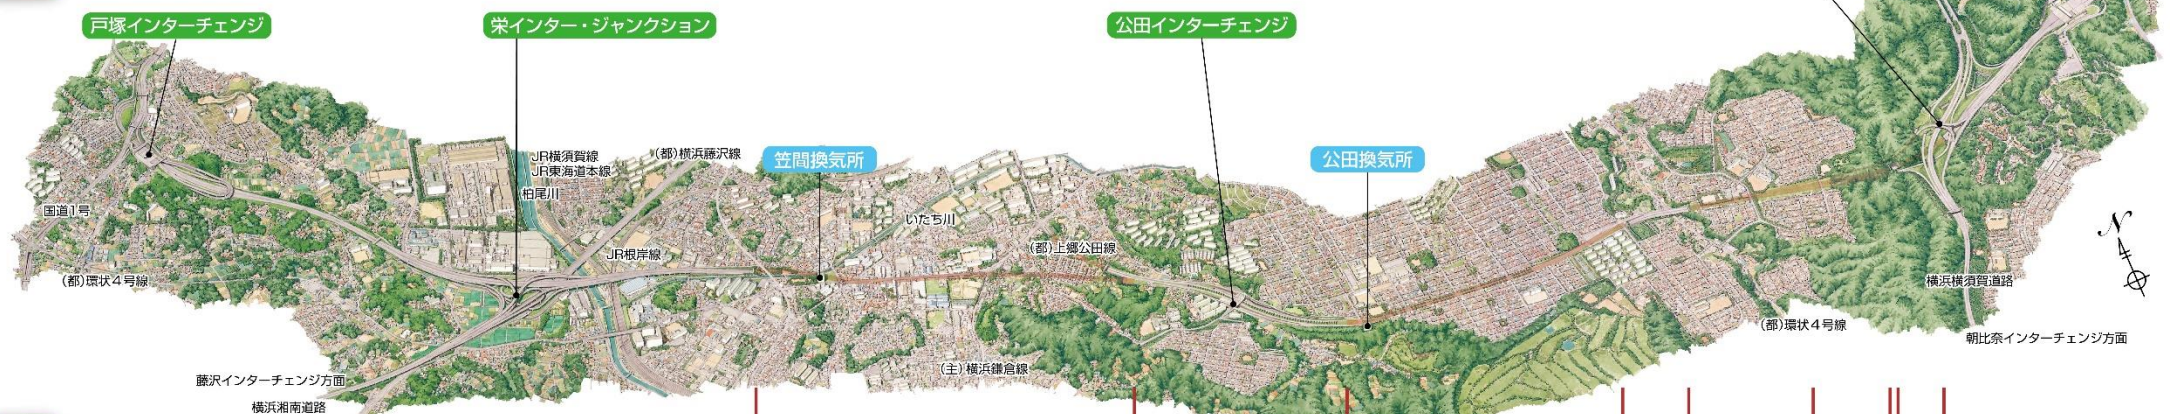 戸塚インターチェンジ
栄インター・ジャンクション
公田インターチェンジ
JR横須賀線
JR東海道本線
柏尾川
(都)横浜藤沢線
笠間換気所
公田換気所
国道1号
いたち川
JR根岸線
(都)上郷公田線
(都)環状4号線
横浜横須賀道路
(都)環状4号線
朝比奈インターチェンジ方面
(主)横浜鎌倉線
藤沢インターチェンジ方面
横浜湘南道路
N